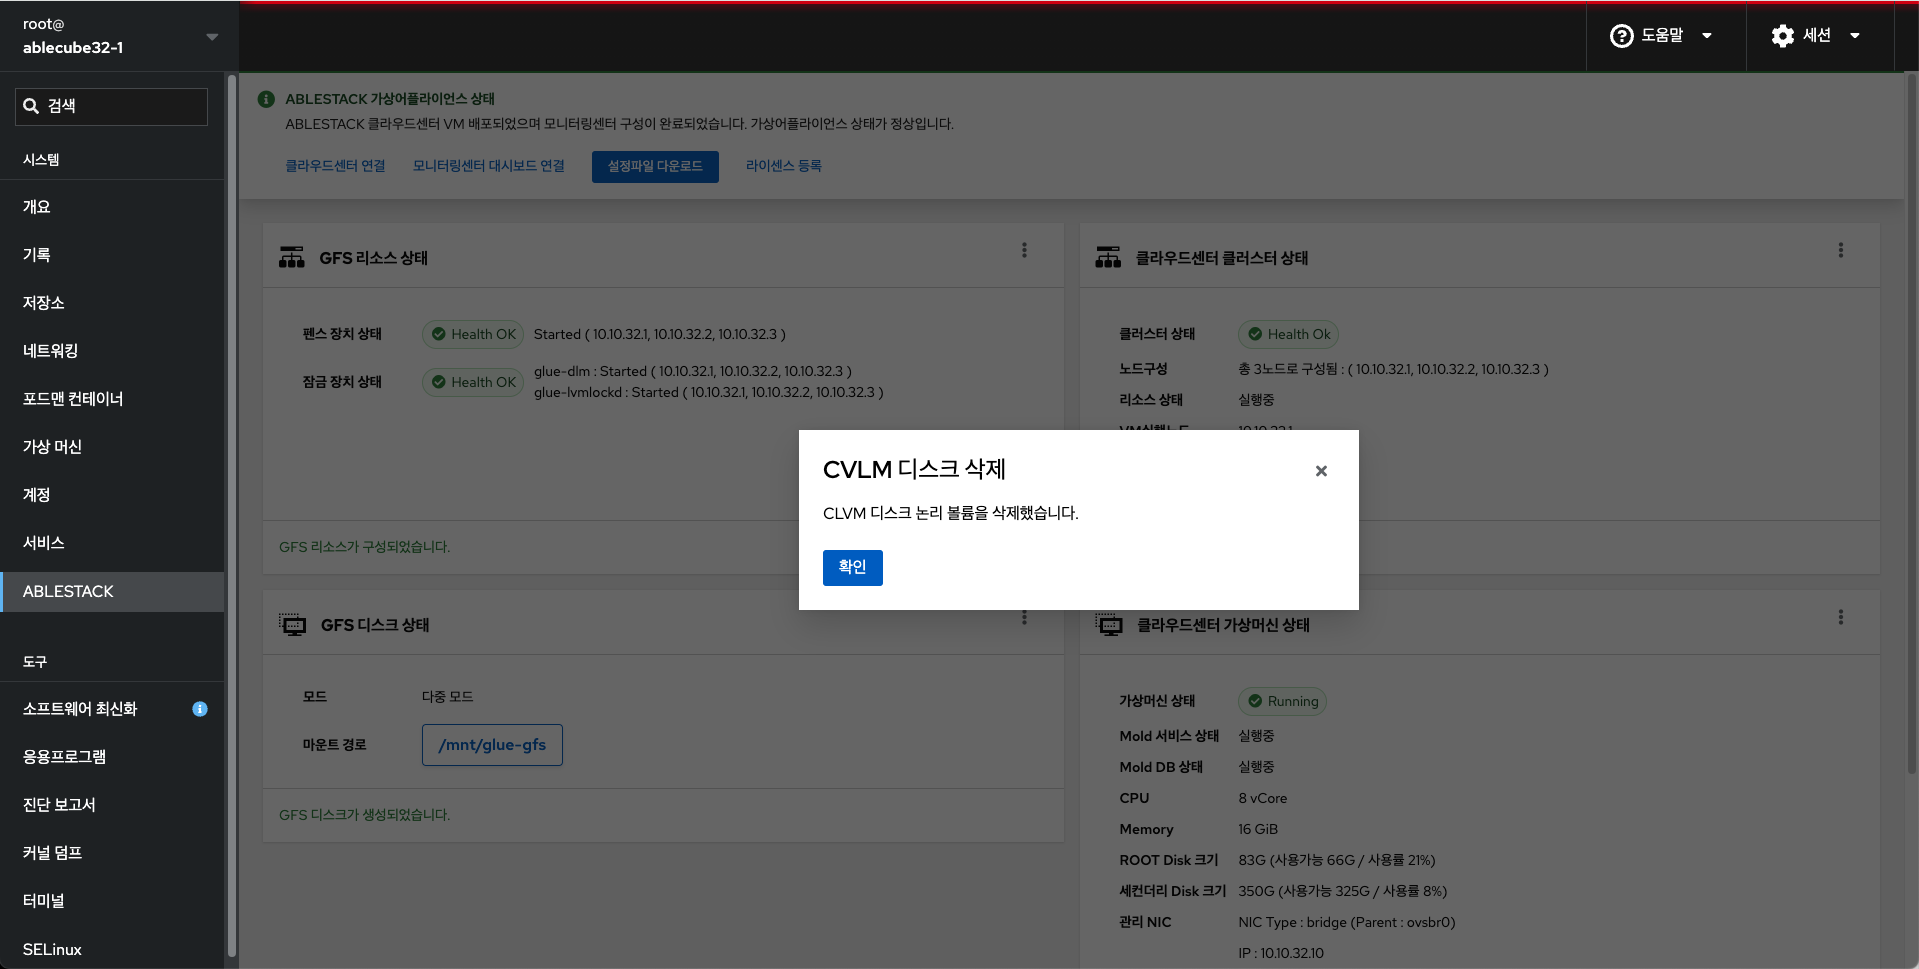 root@
ablecube32-1
도움말
세션
검색
시스템
개요
기록
저장소
네트워킹
포드맨 컨테이너
가상 머신
계정
서비스
ABLESTACK
도구
소프트웨어 최신화
응용프로그램
진단 보고서
커널 덤프
터미널
SELinux
ABLESTACK 가상어플라이언스 상태
ABLESTACK 클라우드센터 VM 배포되었으며 모니터링센터 구성이 완료되었습니다. 가상어플라이언스 상태가 정상입니다.
클라우드센터 연결 모니터링센터 대시보드 연결 설정파일 다운로드 라이센스 등록
GFS 리소스 상태
펜스 장치 상태 Health OK Started ( 10.10.32.1, 10.10.32.2, 10.10.32.3 )
잠금 장치 상태 Health OK glue-dlm : Started ( 10.10.32.1, 10.10.32.2, 10.10.32.3 )
glue-lvmlockd : Started ( 10.10.32.1, 10.10.32.2, 10.10.32.3 )
GFS 리소스가 구성되었습니다.
클라우드센터 클러스터 상태
클러스터 상태 Health Ok
노드구성 총 3노드로 구성됨 : ( 10.10.32.1, 10.10.32.2, 10.10.32.3 )
리소스 상태 실행중
VM실행노드 10.10.32.1
CVLM 디스크 삭제
CLVM 디스크 논리 볼륨을 삭제했습니다.
확인
GFS 디스크 상태
모드 다중 모드
마운트 경로 /mnt/glue-gfs
GFS 디스크가 생성되었습니다.
클라우드센터 가상머신 상태
가상머신 상태 Running
Mold 서비스 상태 실행중
Mold DB 상태 실행중
CPU 8 vCore
Memory 16 GiB
ROOT Disk 크기 83G (사용가능 66G / 사용률 21%)
세컨더리 Disk 크기 350G (사용가능 325G / 사용률 8%)
관리 NIC NIC Type : bridge (Parent : ovsbr0)
IP : 10.10.32.10